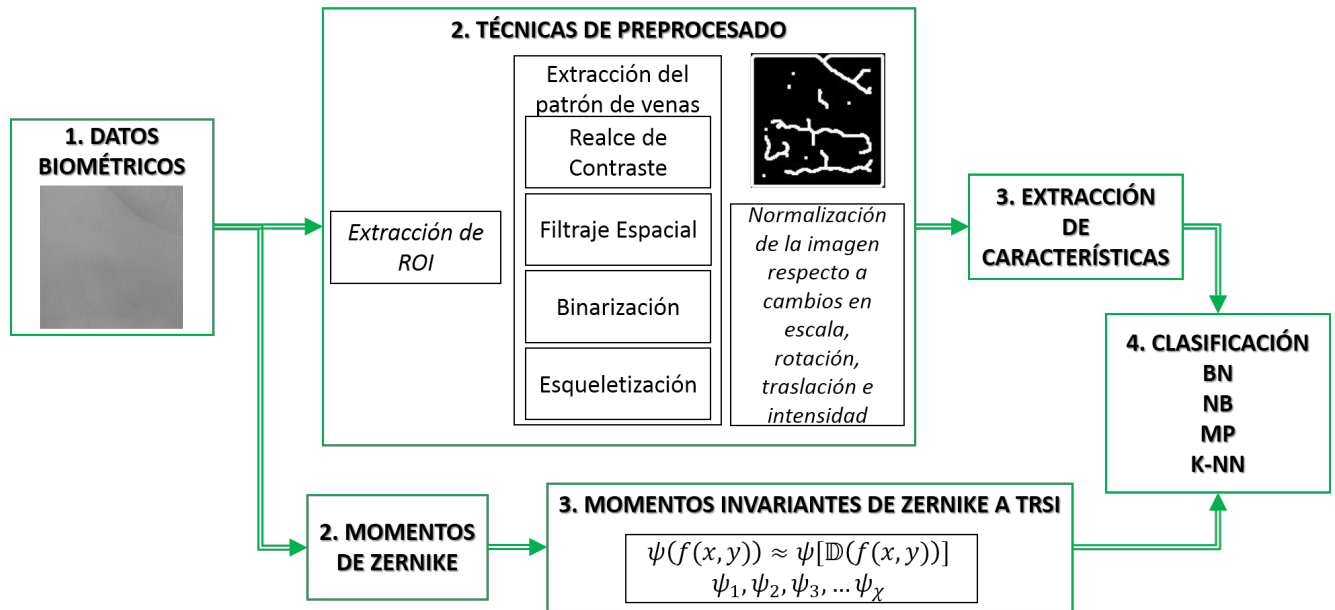 1. DATOS
BIOMÉTRICOS
2. TÉCNICAS DE PREPROCESADO
Extracción de
ROI
Extracción del
patrón de venas
Realce de
Contraste
Filtraje Espacial
Binarización
Esqueletización
Normalización
de la imagen
respecto a
cambios en
escala,
rotación,
traslación e
intensidad
3. EXTRACCIÓN
DE
CARACTERÍSTICAS
2. MOMENTOS
DE ZERNIKE
3. MOMENTOS INVARIANTES DE ZERNIKE A TRSI
𝜓(𝑓(𝑥, 𝑦)) ≈ 𝜓[𝔻(𝑓(𝑥, 𝑦))]
𝜓₁, 𝜓₂, 𝜓₃, … 𝜓ᵪ
4. CLASIFICACIÓN
BN
NB
MP
K-NN